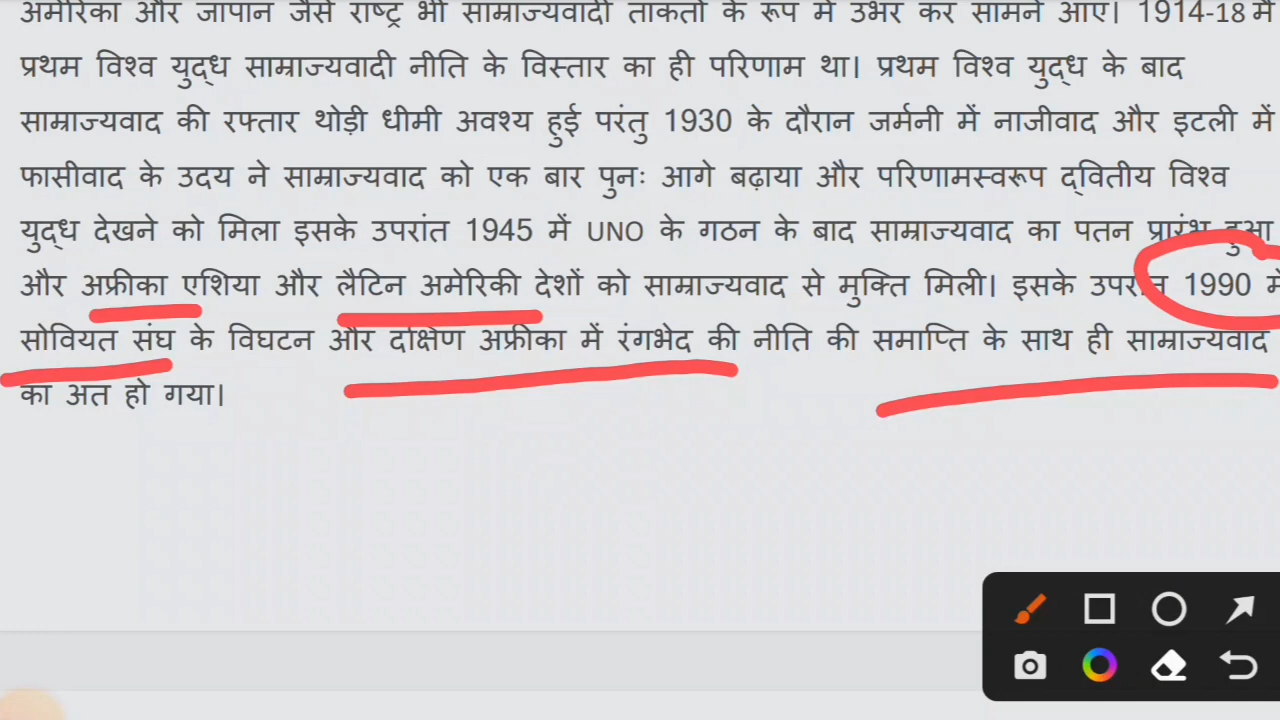 अमेरिका और जापान जैसे राष्ट्र भी साम्राज्यवादी ताकतों के रूप में उभर कर सामने आए। 1914-18 में
प्रथम विश्व युद्ध साम्राज्यवादी नीति के विस्तार का ही परिणाम था। प्रथम विश्व युद्ध के बाद
साम्राज्यवाद की रफ्तार थोड़ी धीमी अवश्य हुई परंतु 1930 के दौरान जर्मनी में नाजीवाद और इटली में
फासीवाद के उदय ने साम्राज्यवाद को एक बार पुनः आगे बढ़ाया और परिणामस्वरूप द्वितीय विश्व
युद्ध देखने को मिला इसके उपरांत 1945 में UNO के गठन के बाद साम्राज्यवाद का पतन प्रारंभ हुआ
और अफ्रीका एशिया और लैटिन अमेरिकी देशों को साम्राज्यवाद से मुक्ति मिली। इसके उपरांत 1990 में
सोवियत संघ के विघटन और दक्षिण अफ्रीका में रंगभेद की नीति की समाप्ति के साथ ही साम्राज्यवाद
का अंत हो गया।